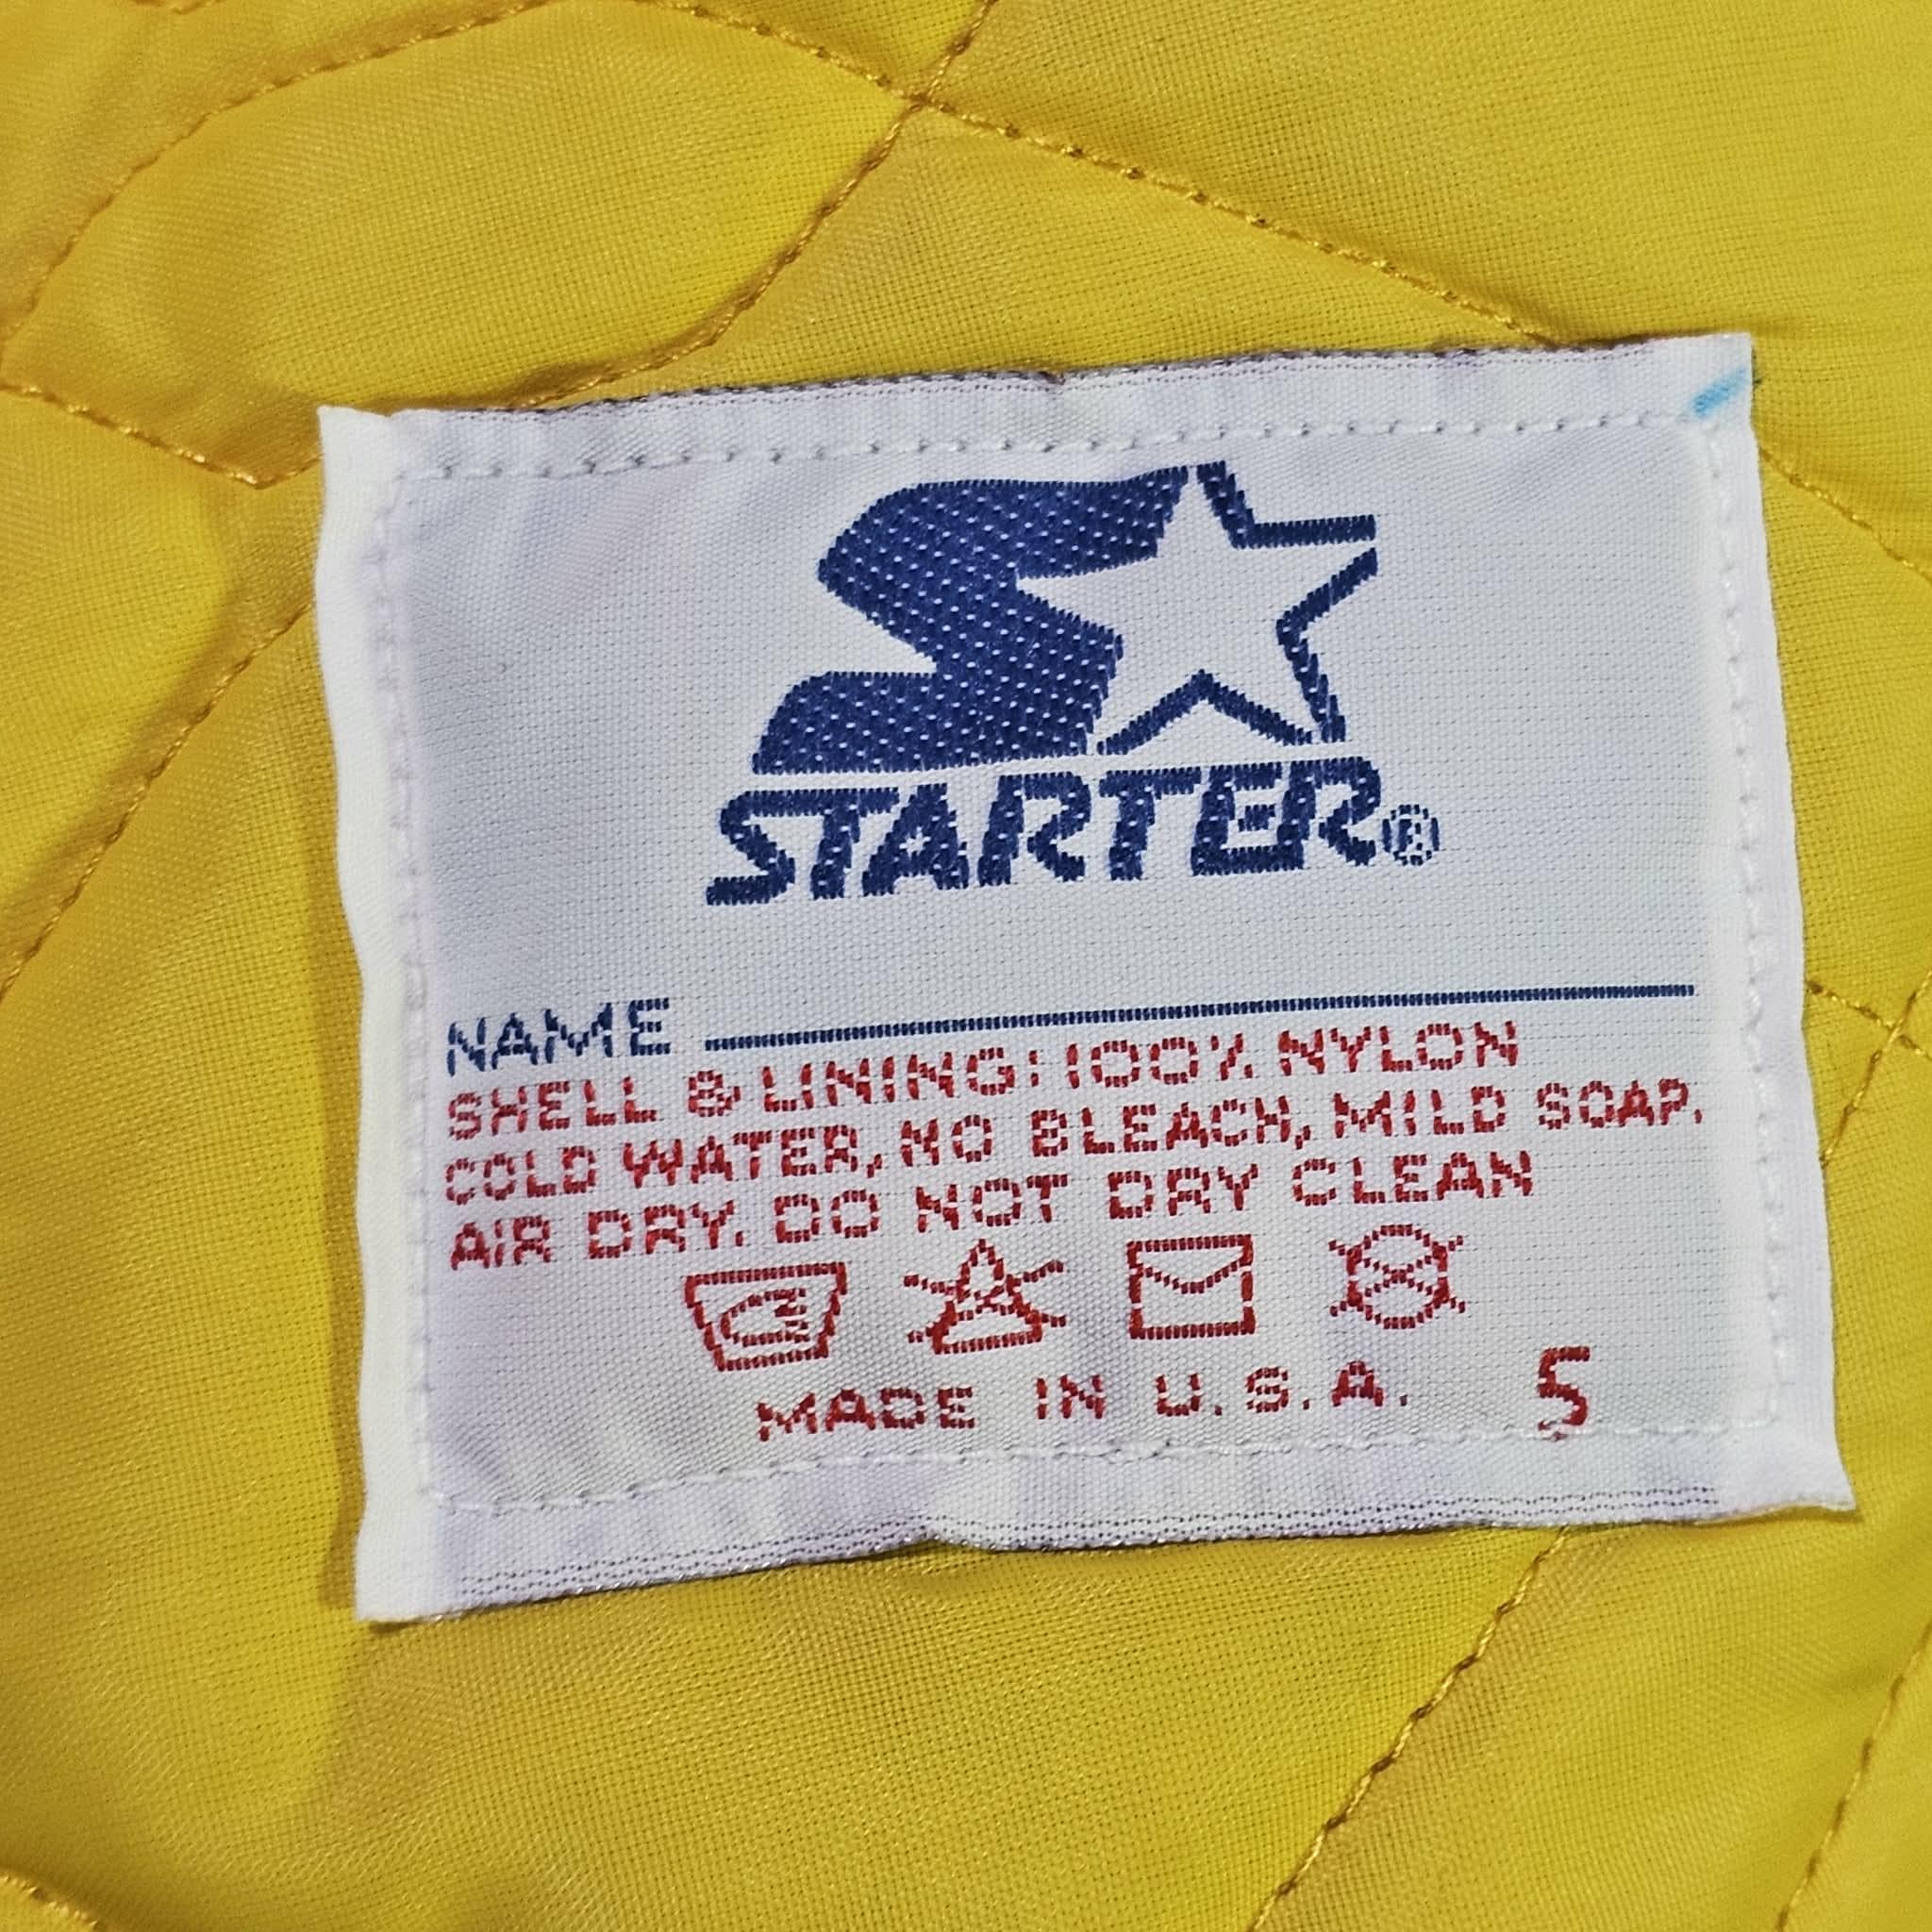 STARTER®
NAME
SHELL & LINING: 100% NYLON
COLD WATER, NO BLEACH, MILD SOAP.
AIR DRY. DO NOT DRY CLEAN
MADE IN U.S.A. 5